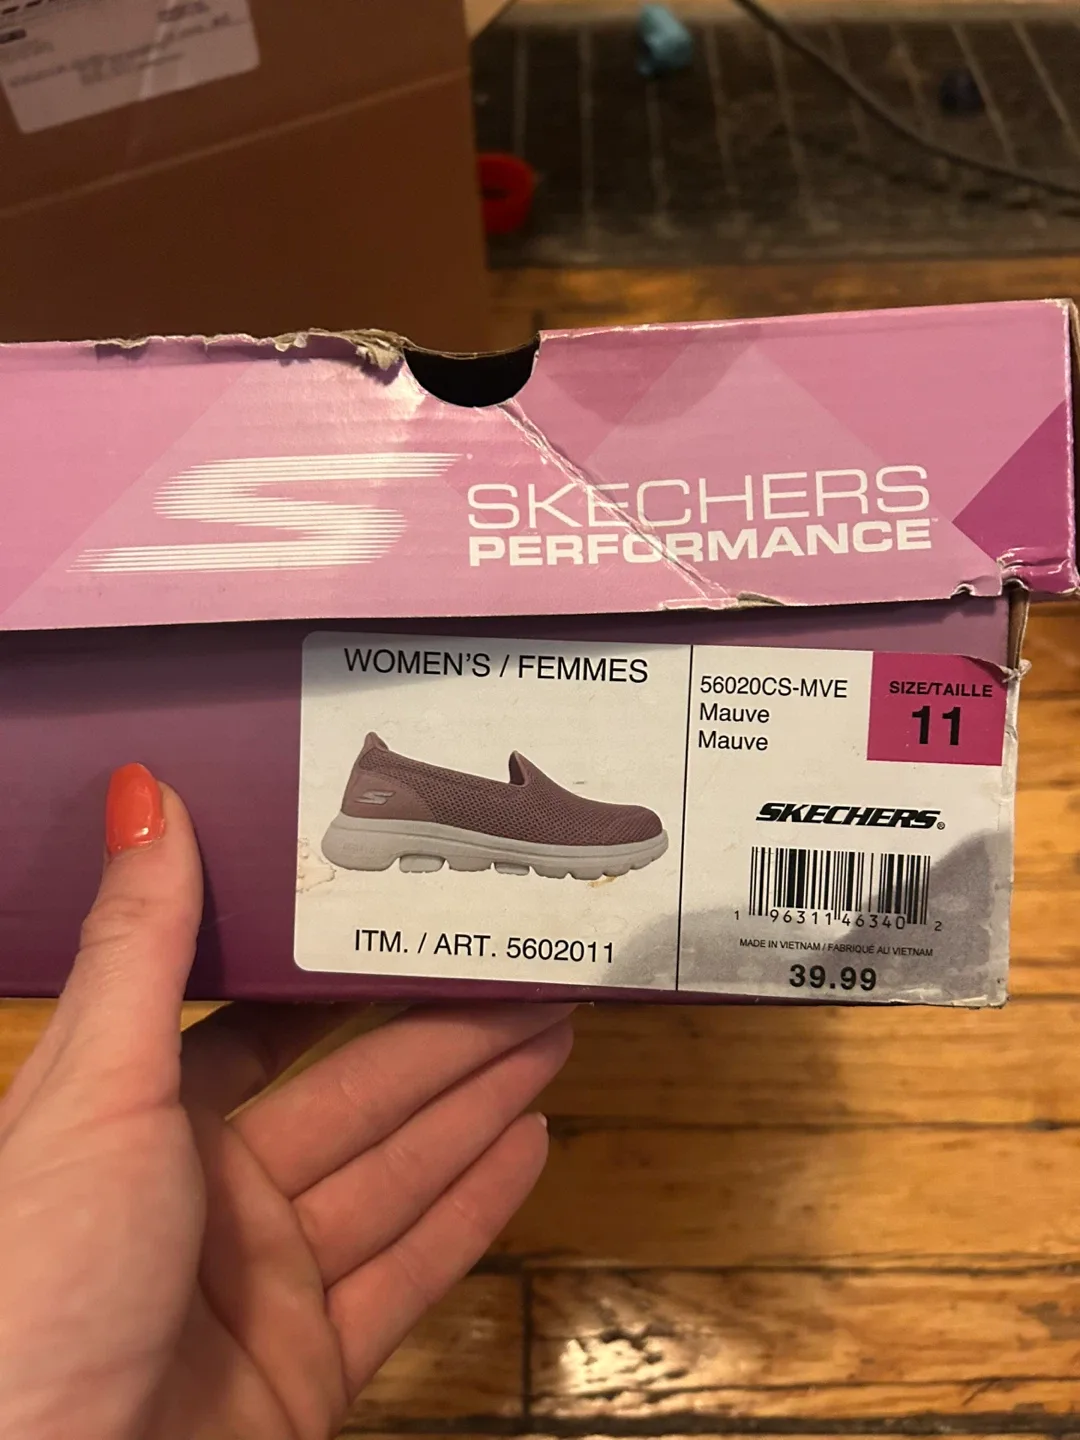 SKECHERS
PERFORMANCE™
WOMEN'S / FEMMES
ITM. / ART. 5602011
56020CS-MVE
Mauve
Mauve
SIZE/TAILLE
11
SKECHERS®
1 96311 46340 2
MADE IN VIETNAM / FABRIQUÉ AU VIETNAM
39.99